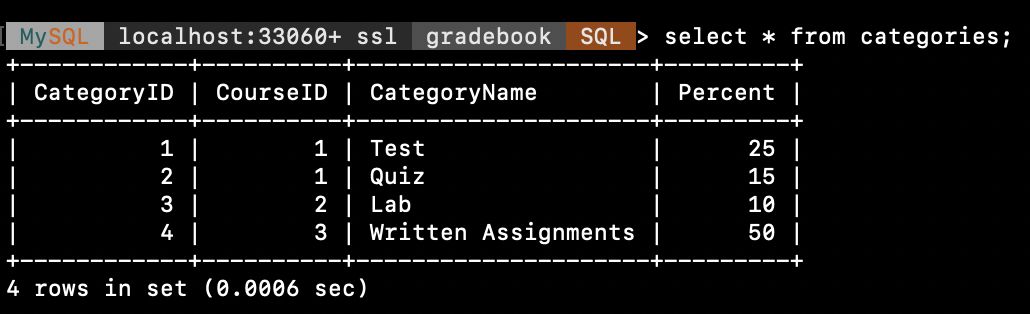 MySQL localhost:33060+ ssl gradebook SQL > select * from categories;
+------------+----------+---------------------+---------+
| CategoryID | CourseID | CategoryName        | Percent |
+------------+----------+---------------------+---------+
|          1 |        1 | Test                |      25 |
|          2 |        1 | Quiz                |      15 |
|          3 |        2 | Lab                 |      10 |
|          4 |        3 | Written Assignments |      50 |
+------------+----------+---------------------+---------+
4 rows in set (0.0006 sec)